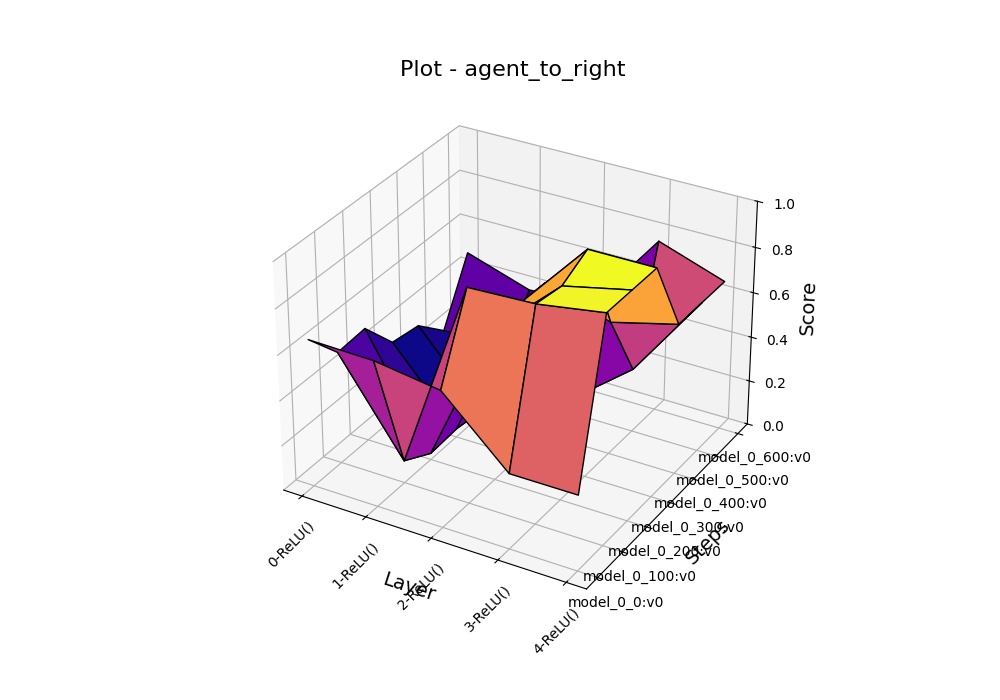 Plot - agent_to_right
1.0
0.8
0.6
0.4
0.2
0.0
Score
model_0_600:v0
model_0_500:v0
model_0_400:v0
model_0_300:v0
model_0_200:v0
model_0_100:v0
model_0_0:v0
Steps
0-ReLU()
1-ReLU()
2-ReLU()
3-ReLU()
4-ReLU()
Layer